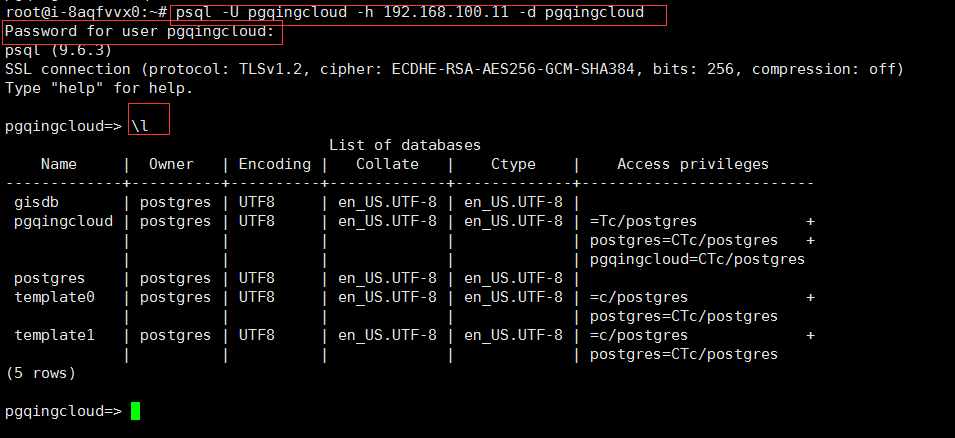 root@i-8aqfvvx0:~# psql -U pgqingcloud -h 192.168.100.11 -d pgqingcloud
Password for user pgqingcloud:
psql (9.6.3)
SSL connection (protocol: TLSv1.2, cipher: ECDHE-RSA-AES256-GCM-SHA384, bits: 256, compression: off)
Type "help" for help.
pgqingcloud=> \l
                                    List of databases
    Name     |  Owner   | Encoding |   Collate   |    Ctype    |    Access privileges
-------------+----------+----------+-------------+-------------+--------------------------
 gisdb       | postgres | UTF8     | en_US.UTF-8 | en_US.UTF-8 |
 pgqingcloud | postgres | UTF8     | en_US.UTF-8 | en_US.UTF-8 | =Tc/postgres            +
             |          |          |             |             | postgres=CTc/postgres   +
             |          |          |             |             | pgqingcloud=CTc/postgres
 postgres    | postgres | UTF8     | en_US.UTF-8 | en_US.UTF-8 |
 template0   | postgres | UTF8     | en_US.UTF-8 | en_US.UTF-8 | =c/postgres             +
             |          |          |             |             | postgres=CTc/postgres
 template1   | postgres | UTF8     | en_US.UTF-8 | en_US.UTF-8 | =c/postgres             +
             |          |          |             |             | postgres=CTc/postgres
(5 rows)
pgqingcloud=>